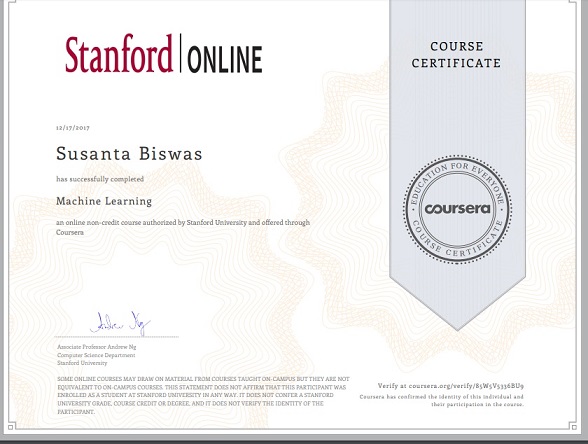 Stanford | ONLINE
COURSE
CERTIFICATE
12/17/2017
Susanta Biswas
has successfully completed
Machine Learning
an online non-credit course authorized by Stanford University and offered through
Coursera
EDUCATION FOR EVERYONE
coursera
COURSE CERTIFICATE
Associate Professor Andrew Ng
Computer Science Department
Stanford University
SOME ONLINE COURSES MAY DRAW ON MATERIAL FROM COURSES TAUGHT ON-CAMPUS BUT THEY ARE NOT
EQUIVALENT TO ON-CAMPUS COURSES. THIS STATEMENT DOES NOT AFFIRM THAT THIS PARTICIPANT WAS
ENROLLED AS A STUDENT AT STANFORD UNIVERSITY IN ANY WAY. IT DOES NOT CONFER A STANFORD
UNIVERSITY GRADE, COURSE CREDIT OR DEGREE, AND IT DOES NOT VERIFY THE IDENTITY OF THE
PARTICIPANT.
Verify at coursera.org/verify/85W5V5336BU9
Coursera has confirmed the identity of this individual and
their participation in the course.